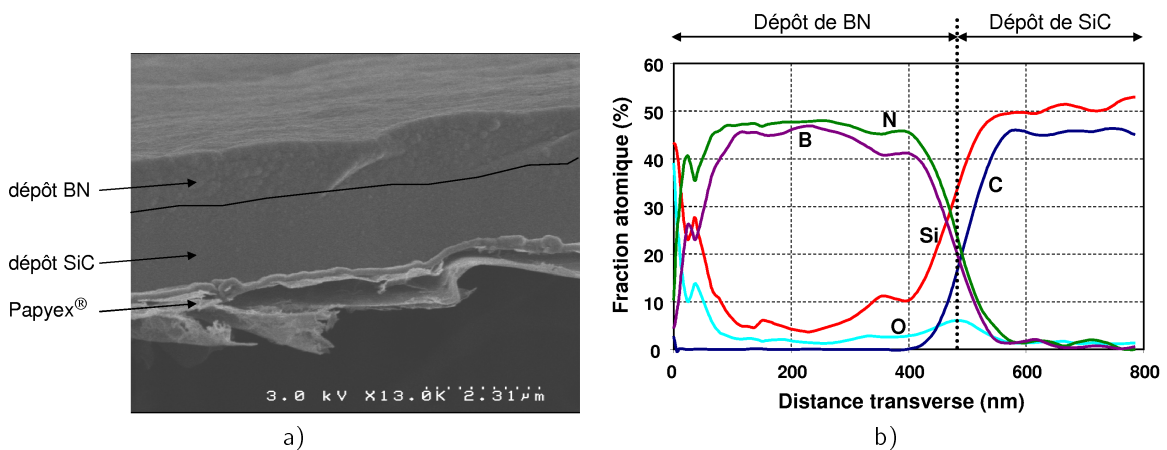 dépôt BN
dépôt SiC
Papyex®
3.0 kV X13.0K 2.31µm
a)
Dépôt de BN
Dépôt de SiC
Fraction atomique (%)
60
50
40
30
20
10
0
N
B
C
Si
O
0
200
400
600
800
Distance transverse (nm)
b)